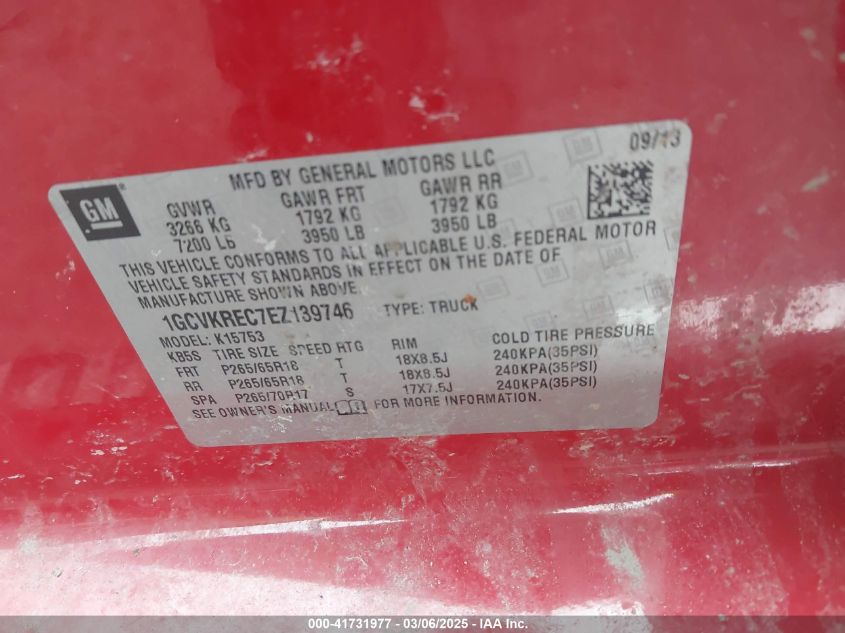 GM
MFD BY GENERAL MOTORS LLC 09/13
GVWR GAWR FRT GAWR RR
3266 KG 1792 KG 1792 KG
7200 LB 3950 LB 3950 LB
THIS VEHICLE CONFORMS TO ALL APPLICABLE U.S. FEDERAL MOTOR
VEHICLE SAFETY STANDARDS IN EFFECT ON THE DATE OF
MANUFACTURE SHOWN ABOVE.
1GCVKREC7EZ139746 TYPE: TRUCK
MODEL: K15753
KB5S TIRE SIZE SPEED RTG RIM COLD TIRE PRESSURE
FRT P265/65R18 T 18X8.5J 240KPA(35PSI)
RR P265/65R18 T 18X8.5J 240KPA(35PSI)
SPA P265/70R17 S 17X7.5J 240KPA(35PSI)
SEE OWNER'S MANUAL FOR MORE INFORMATION.
000-41731977 - 03/06/2025 - IAA, Inc.